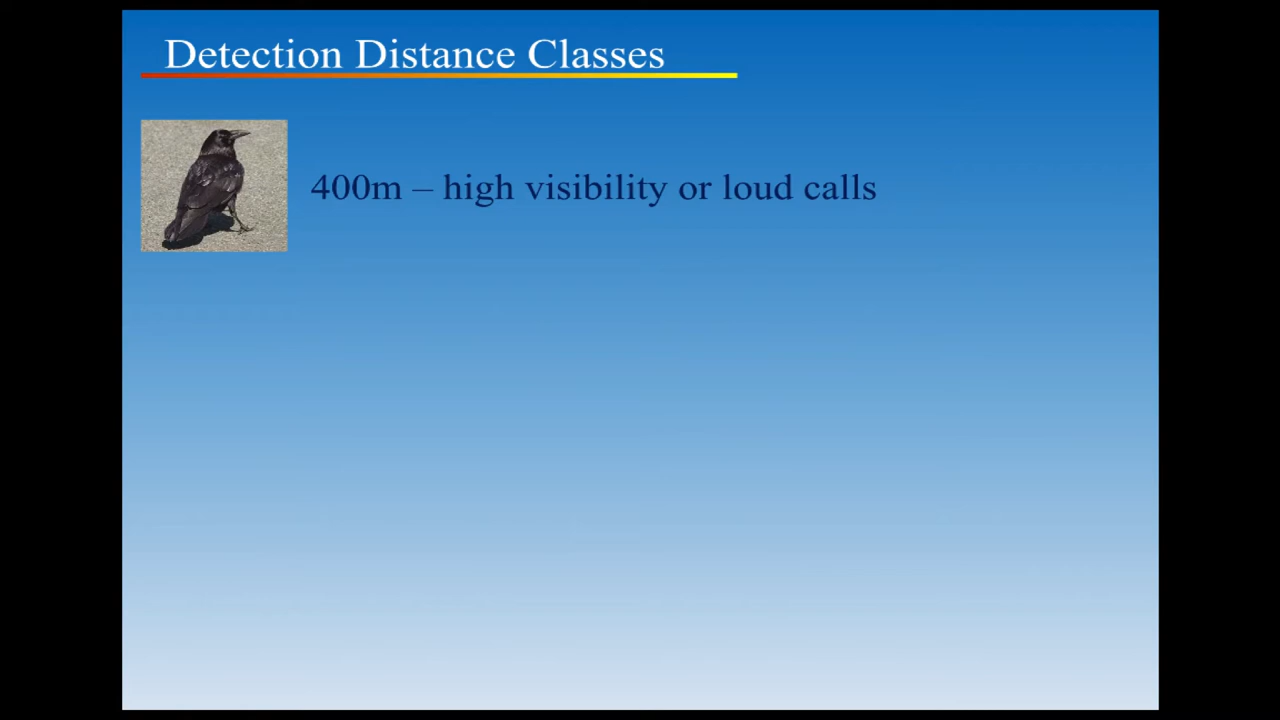 Detection Distance Classes
400m – high visibility or loud calls